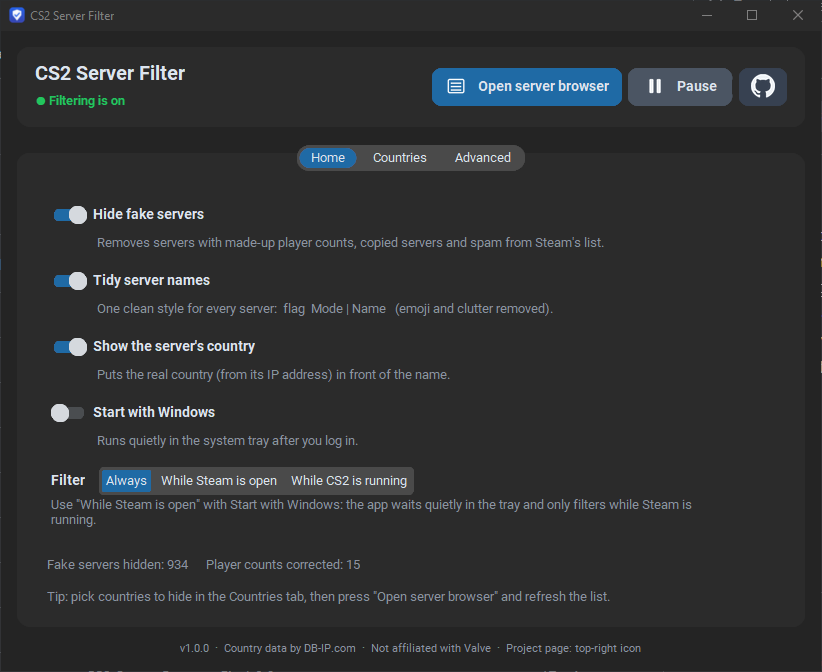 CS2 Server Filter
CS2 Server Filter
Filtering is on
Open server browser
Pause
Home Countries Advanced
Hide fake servers
Removes servers with made-up player counts, copied servers and spam from Steam's list.
Tidy server names
One clean style for every server: flag Mode | Name (emoji and clutter removed).
Show the server's country
Puts the real country (from its IP address) in front of the name.
Start with Windows
Runs quietly in the system tray after you log in.
Filter Always While Steam is open While CS2 is running
Use "While Steam is open" with Start with Windows: the app waits quietly in the tray and only filters while Steam is
running.
Fake servers hidden: 934 Player counts corrected: 15
Tip: pick countries to hide in the Countries tab, then press "Open server browser" and refresh the list.
v1.0.0 · Country data by DB-IP.com · Not affiliated with Valve · Project page: top-right icon